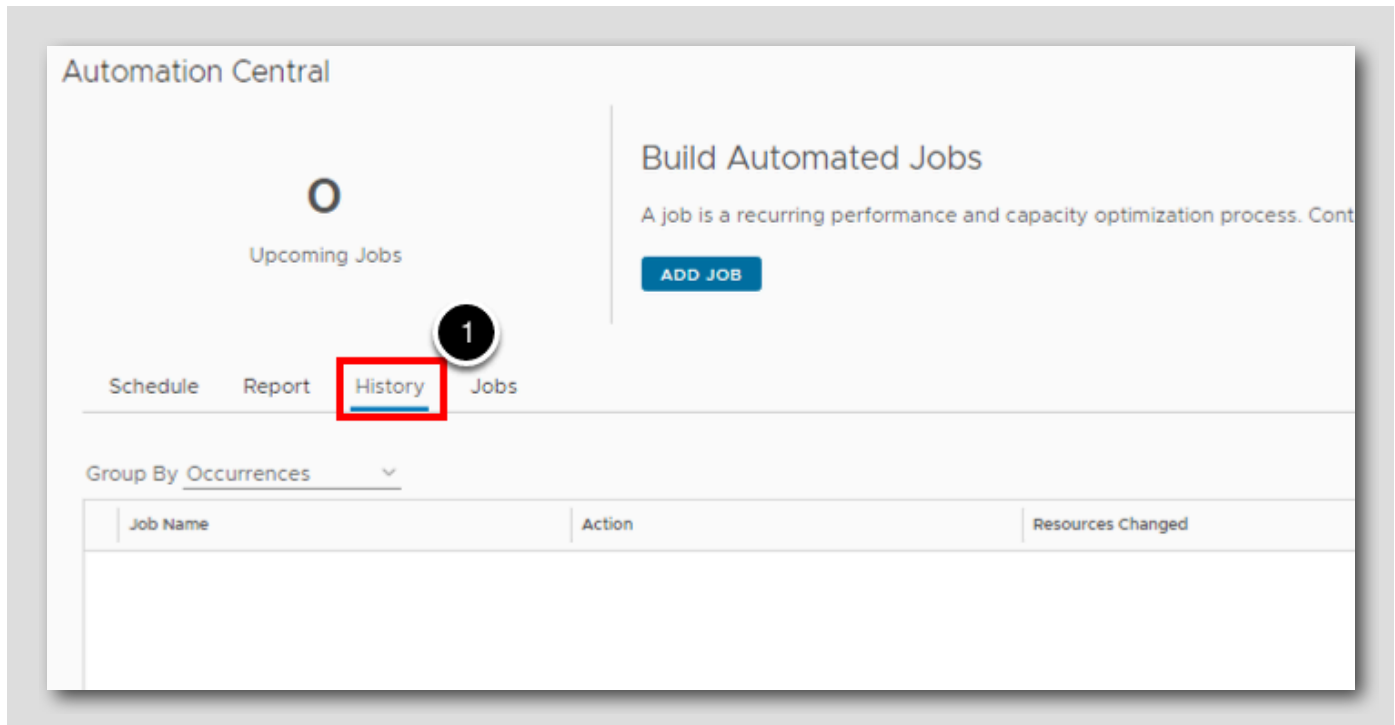 Automation Central
0
Upcoming Jobs
Build Automated Jobs
A job is a recurring performance and capacity optimization process. Cont
ADD JOB
1
Schedule Report History Jobs
Group By Occurrences
Job Name Action Resources Changed